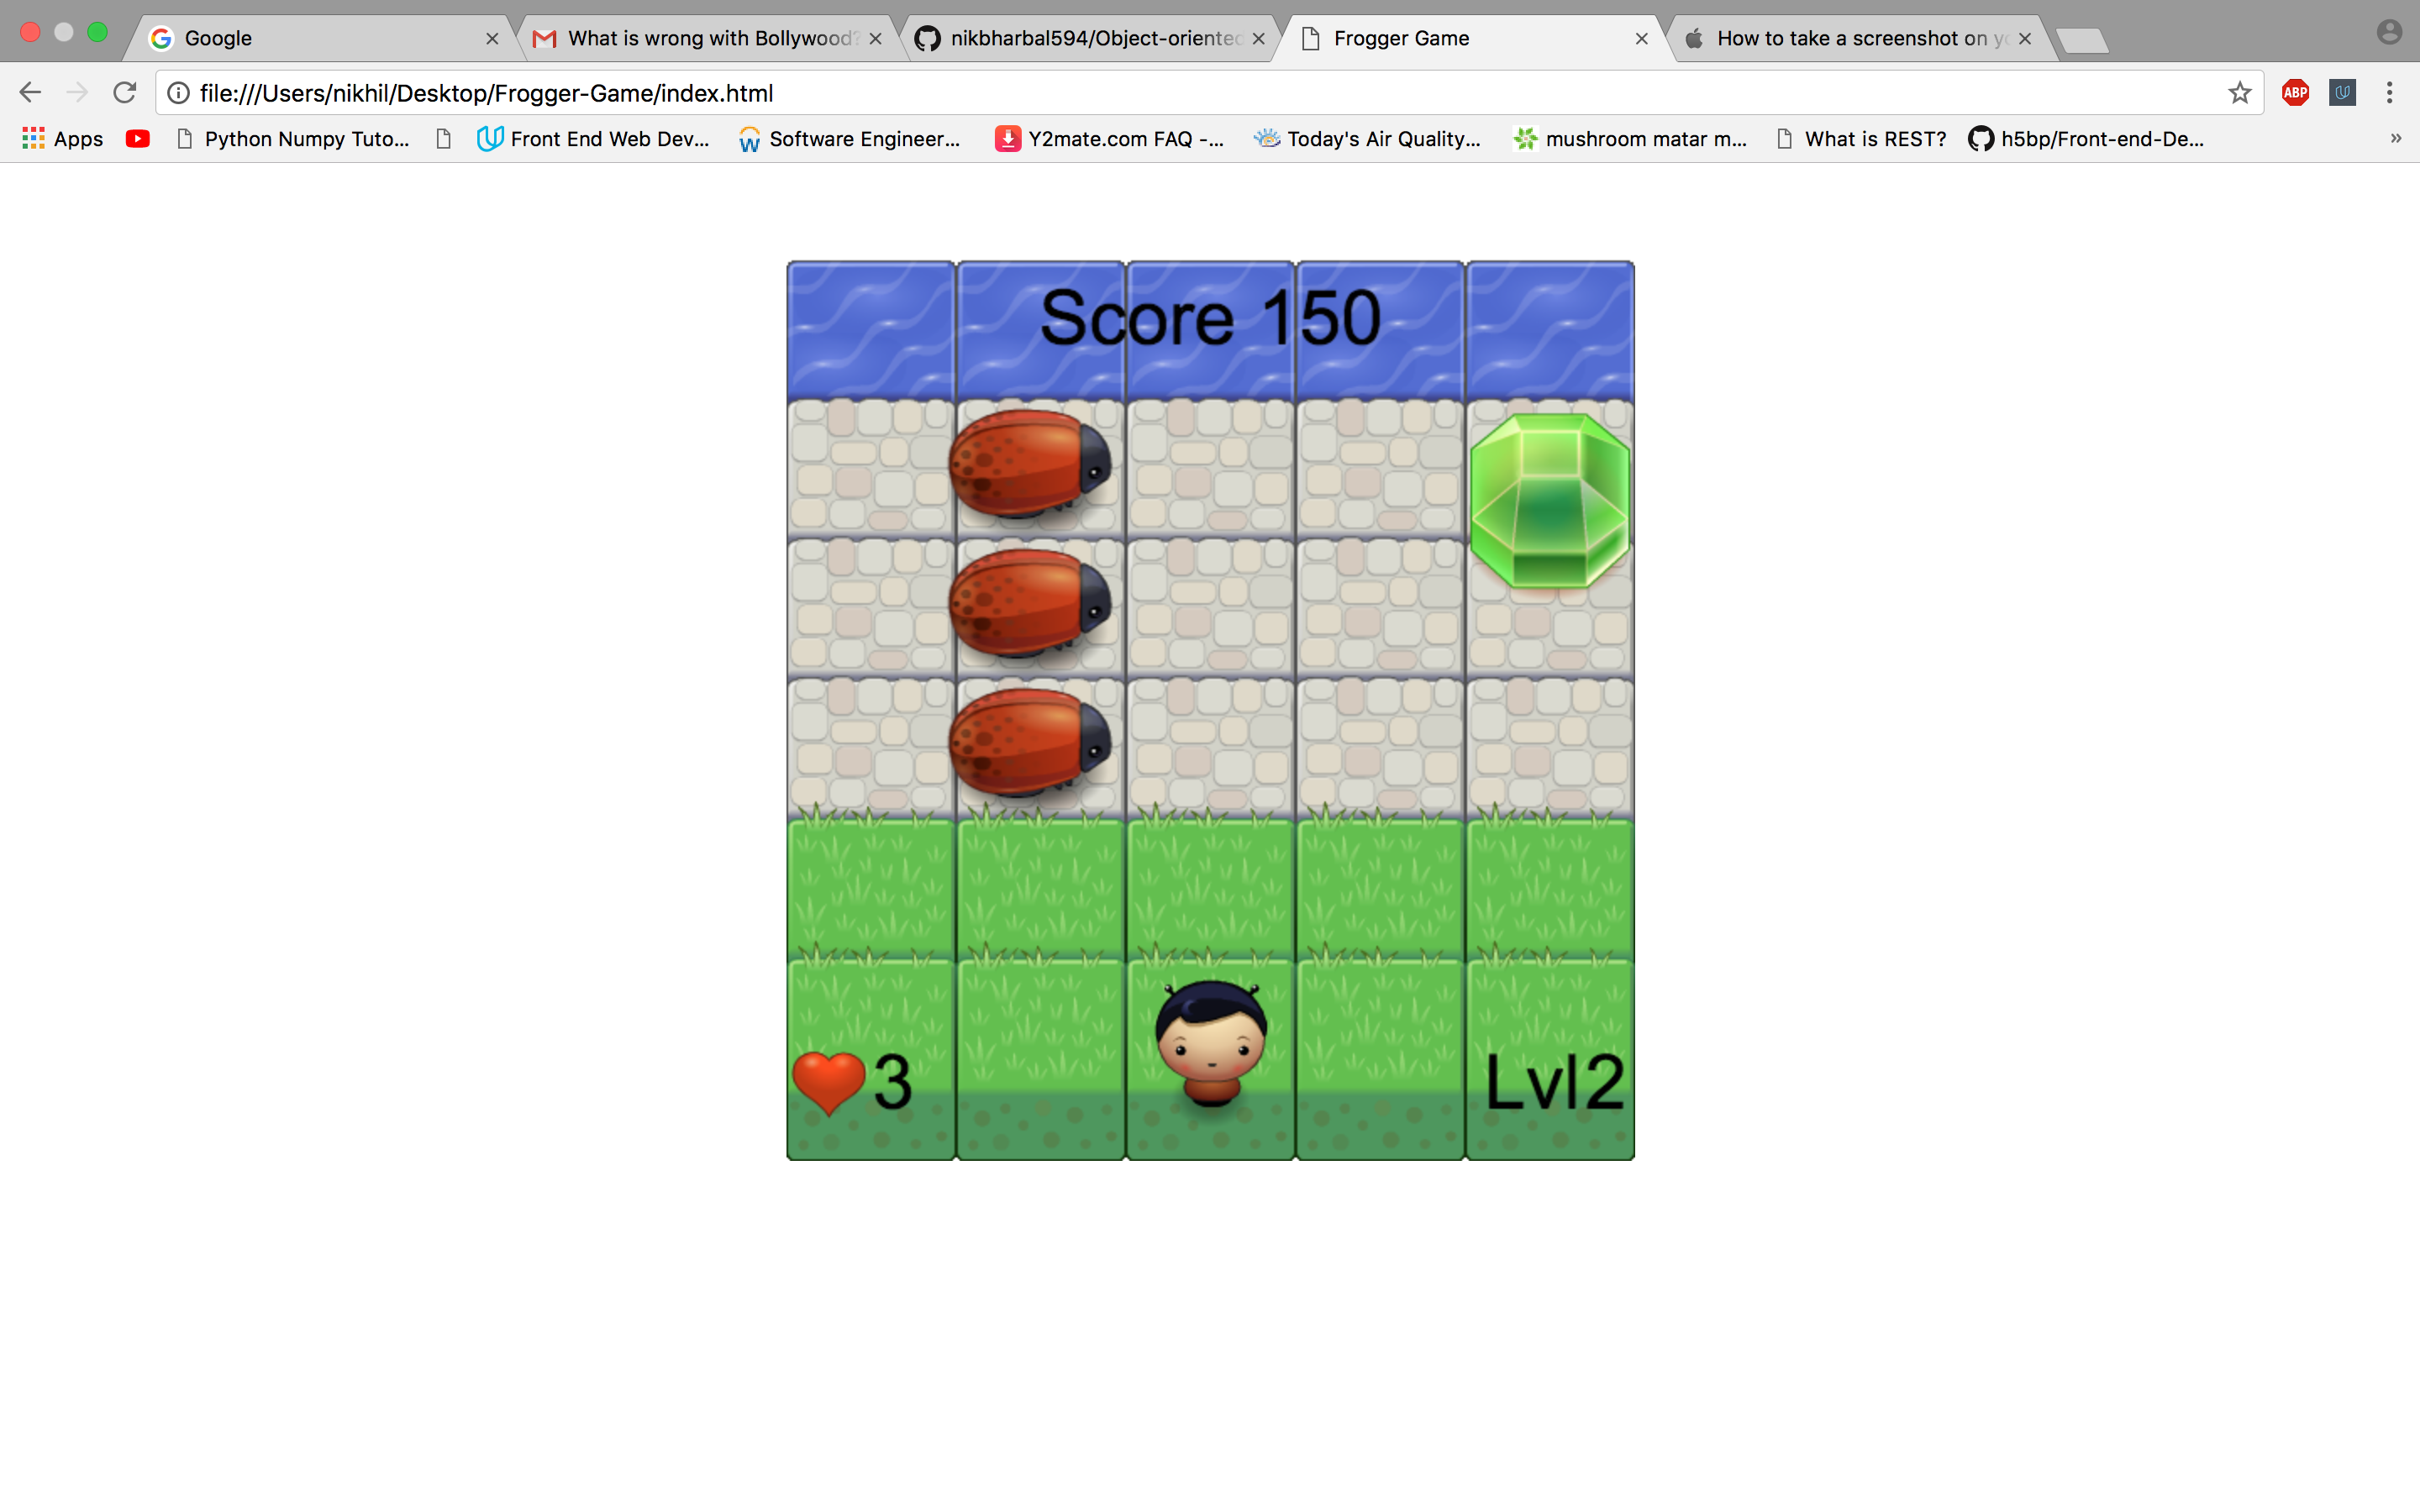 Google
What is wrong with Bollywood?
nikbharbal594/Object-oriented
Frogger Game
How to take a screenshot on yo
file:///Users/nikhil/Desktop/Frogger-Game/index.html
ABP
Apps
Python Numpy Tuto...
Front End Web Dev...
Software Engineer...
Y2mate.com FAQ -...
Today's Air Quality...
mushroom matar m...
What is REST?
h5bp/Front-end-De...
»
Score 150
3
Lvl2